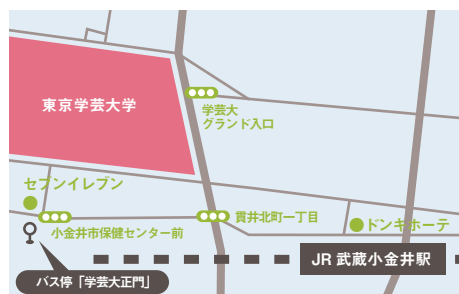 東京学芸大学
学芸大
グランド入口
セブンイレブン
小金井市保健センター前
貫井北町一丁目
ドンキホーテ
JR 武蔵小金井駅
バス停「学芸大正門」